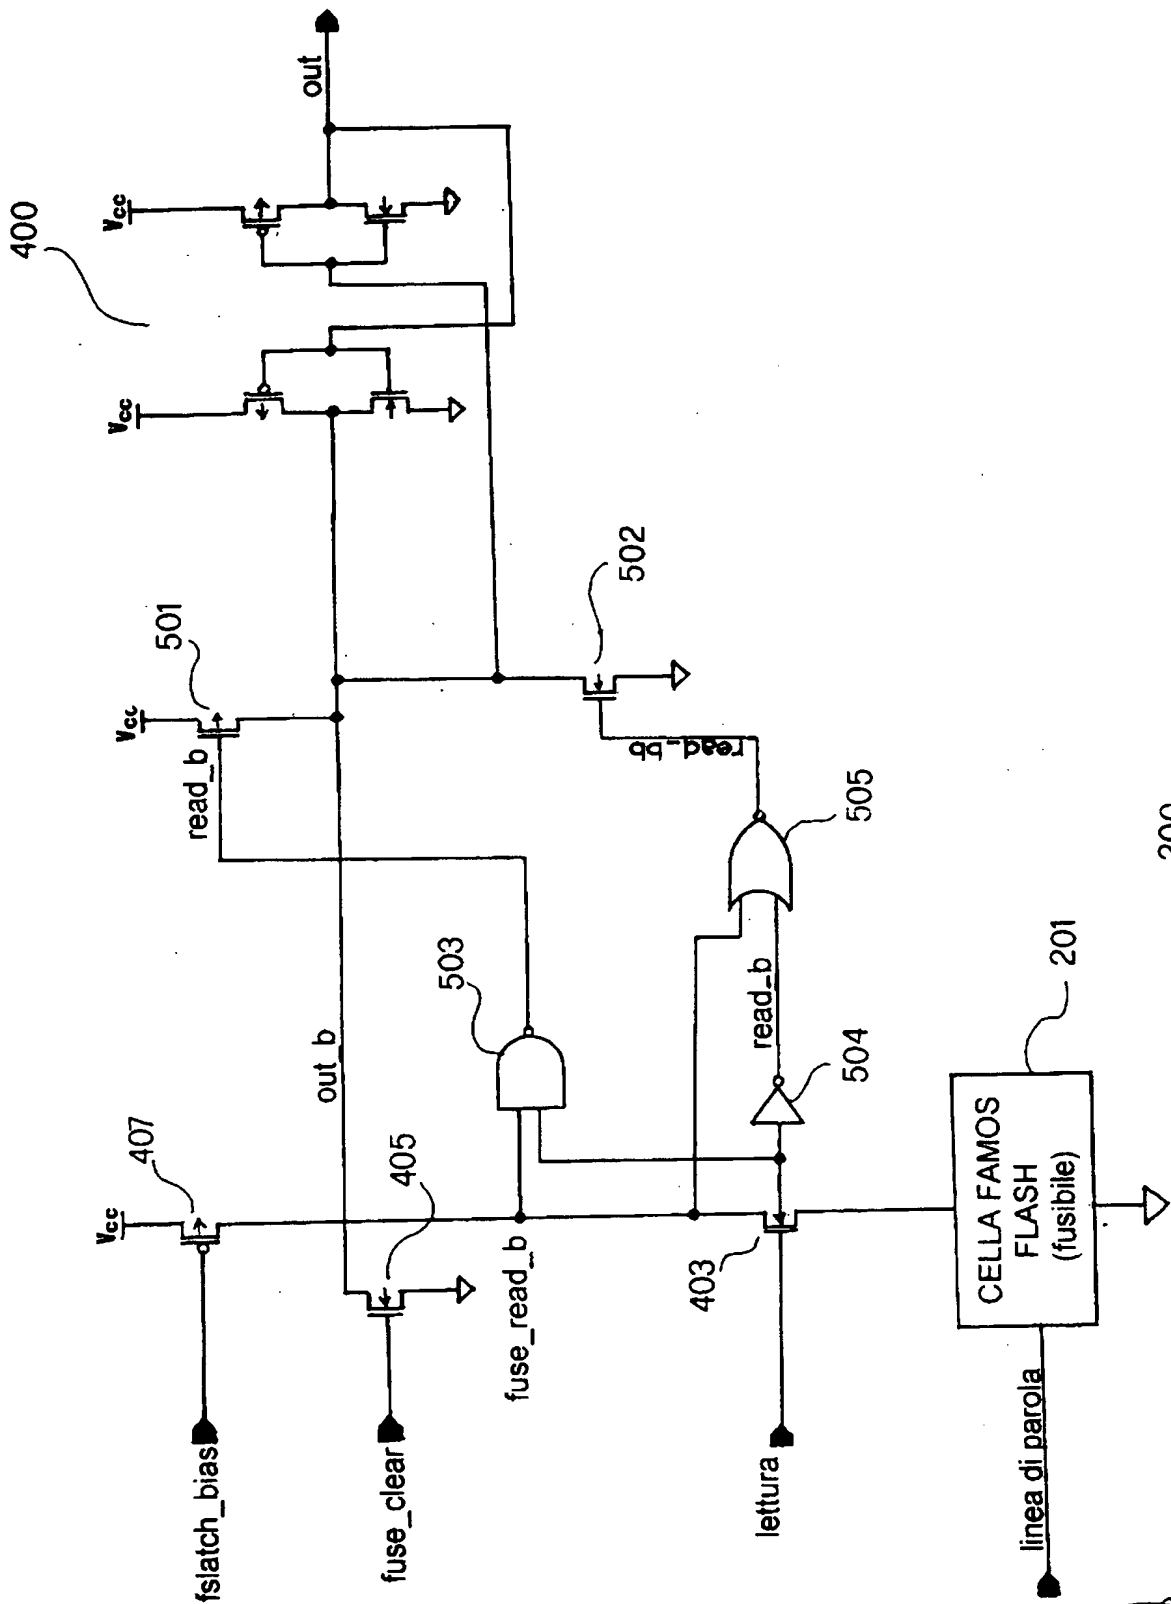 400
Vcc
Vcc
out
501
Vcc
read_b
502
read_bb
505
407
Vcc
out_b
503
405
fslatch_bias
fuse_clear
fuse_read_b
read_b
504
403
lettura
201
CELLA FAMOS
FLASH
(fusibile)
linea di parola